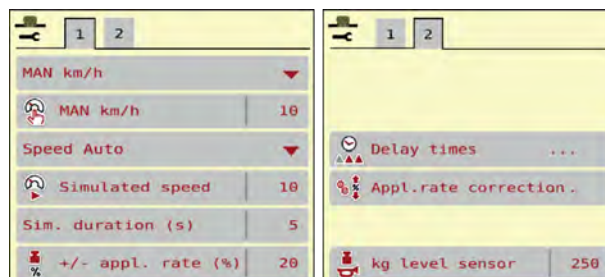 1 2
MAN km/h
MAN km/h 10
Speed Auto
Simulated speed 10
Sim. duration (s) 5
% +/- appl. rate (%) 20
1 2
Delay times ...
% Appl.rate correction.
kg level sensor 250